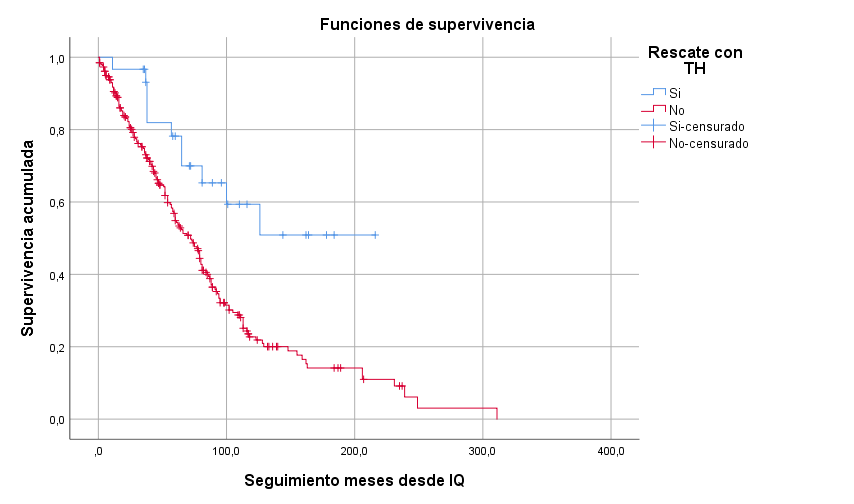 Funciones de supervivencia
Rescate con
TH
Si
No
Si-censurado
No-censurado
Supervivencia acumulada
1,0
0,8
0,6
0,4
0,2
0,0
,0
100,0
200,0
300,0
400,0
Seguimiento meses desde IQ